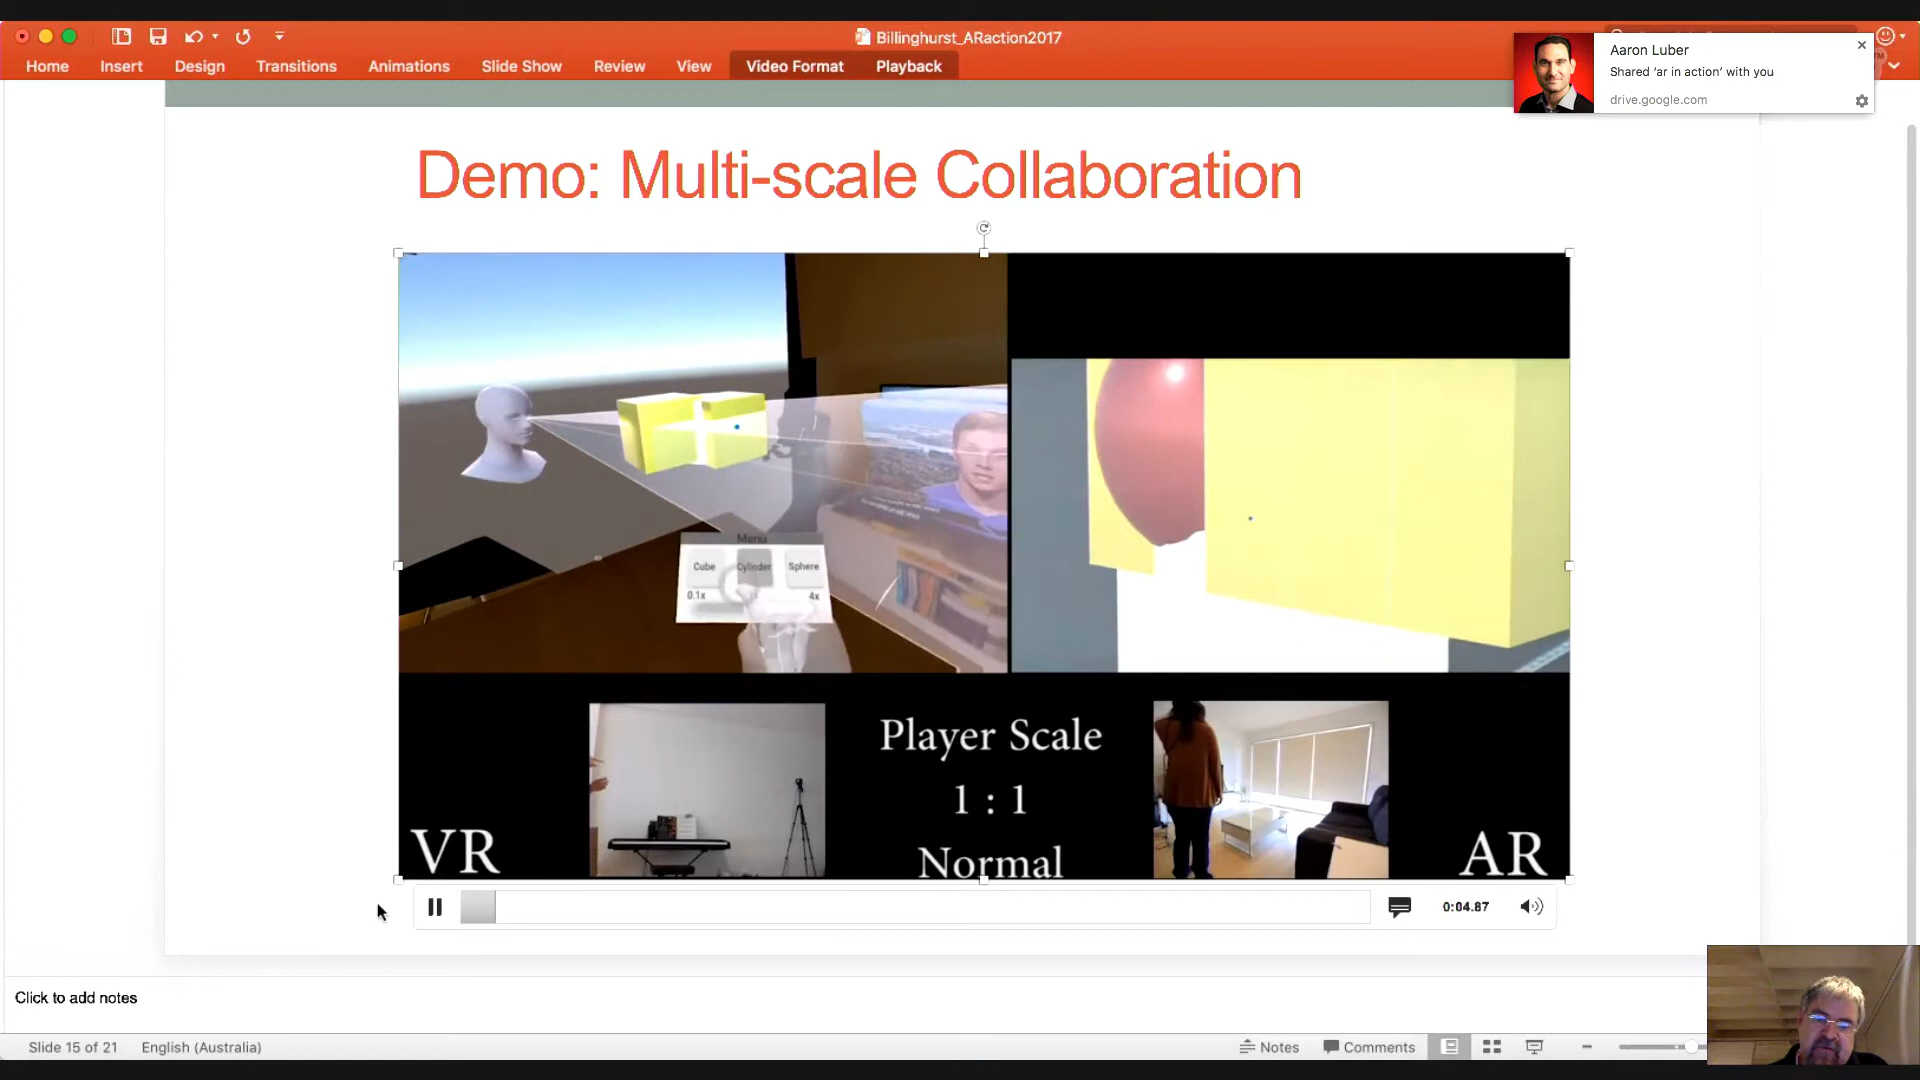 Billinghurst_ARaction2017
Home Insert Design Transitions Animations Slide Show Review View Video Format Playback
Aaron Luber
Shared ‘ar in action’ with you
drive.google.com
Demo: Multi-scale Collaboration
Menu
Cube Cylinder Sphere
0.1x 4x
Player Scale
1 : 1
Normal
VR
AR
0:04.87
Click to add notes
Slide 15 of 21 English (Australia) Notes Comments